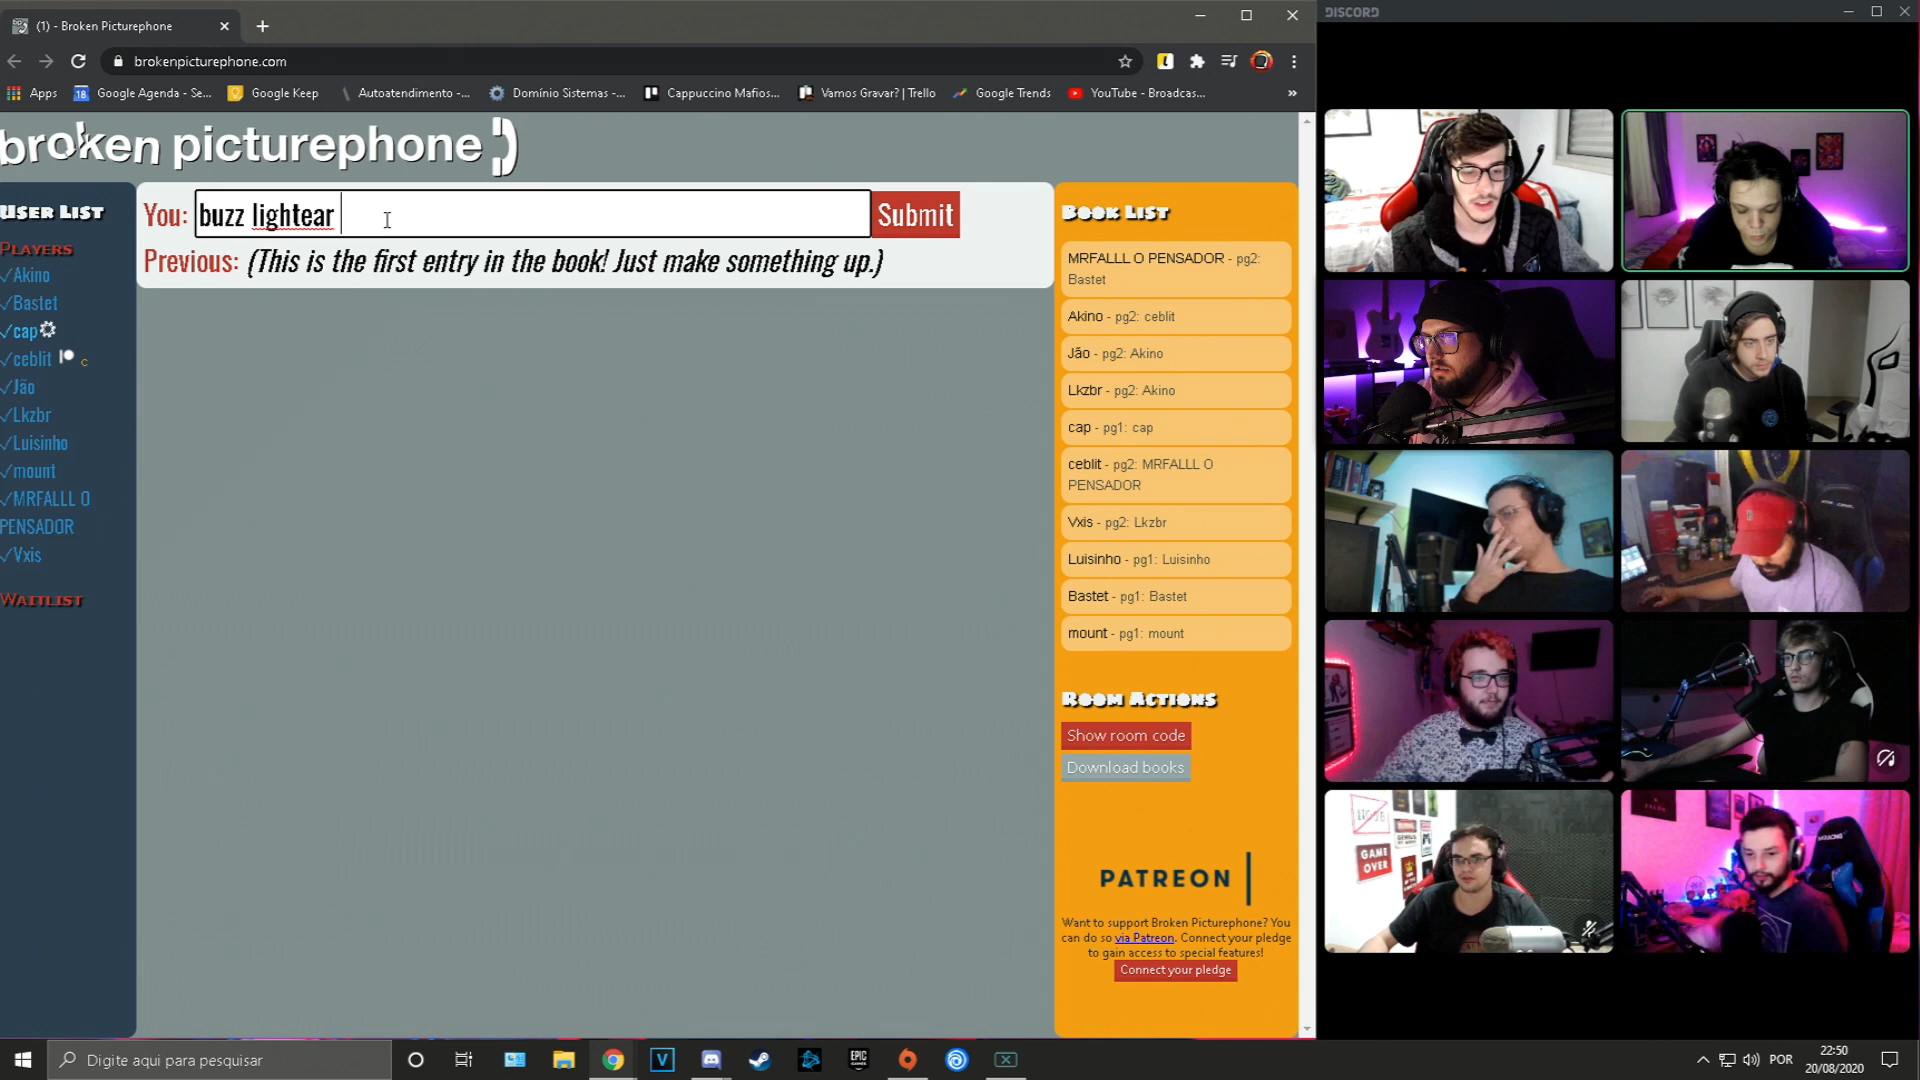 (1) - Broken Picturephone
DISCORD
brokenpicturephone.com
Apps
18
Google Agenda - Se...
Google Keep
Autoatendimento -...
Domínio Sistemas -...
Cappuccino Mafios...
Vamos Gravar? | Trello
Google Trends
YouTube - Broadcas...
»
broken picturephone ;)
User List
Players
✓Akino
✓Bastet
✓cap
✓ceblit
✓Jão
✓Lkzbr
✓Luisinho
✓mount
✓MRFALLL O
PENSADOR
✓Vxis
Waitlist
You: buzz lightear
Submit
Previous: (This is the first entry in the book! Just make something up.)
Book List
MRFALLL O PENSADOR - pg2:
Bastet
Akino - pg2: ceblit
Jão - pg2: Akino
Lkzbr - pg2: Akino
cap - pg1: cap
ceblit - pg2: MRFALLL O
PENSADOR
Vxis - pg2: Lkzbr
Luisinho - pg1: Luisinho
Bastet - pg1: Bastet
mount - pg1: mount
Room Actions
Show room code
Download books
PATREON
Want to support Broken Picturephone? You
can do so via Patreon. Connect your pledge
to gain access to special features!
Connect your pledge
GAME
OVER
Digite aqui para pesquisar
V
EPIC
GAMES
POR
22:50
20/08/2020